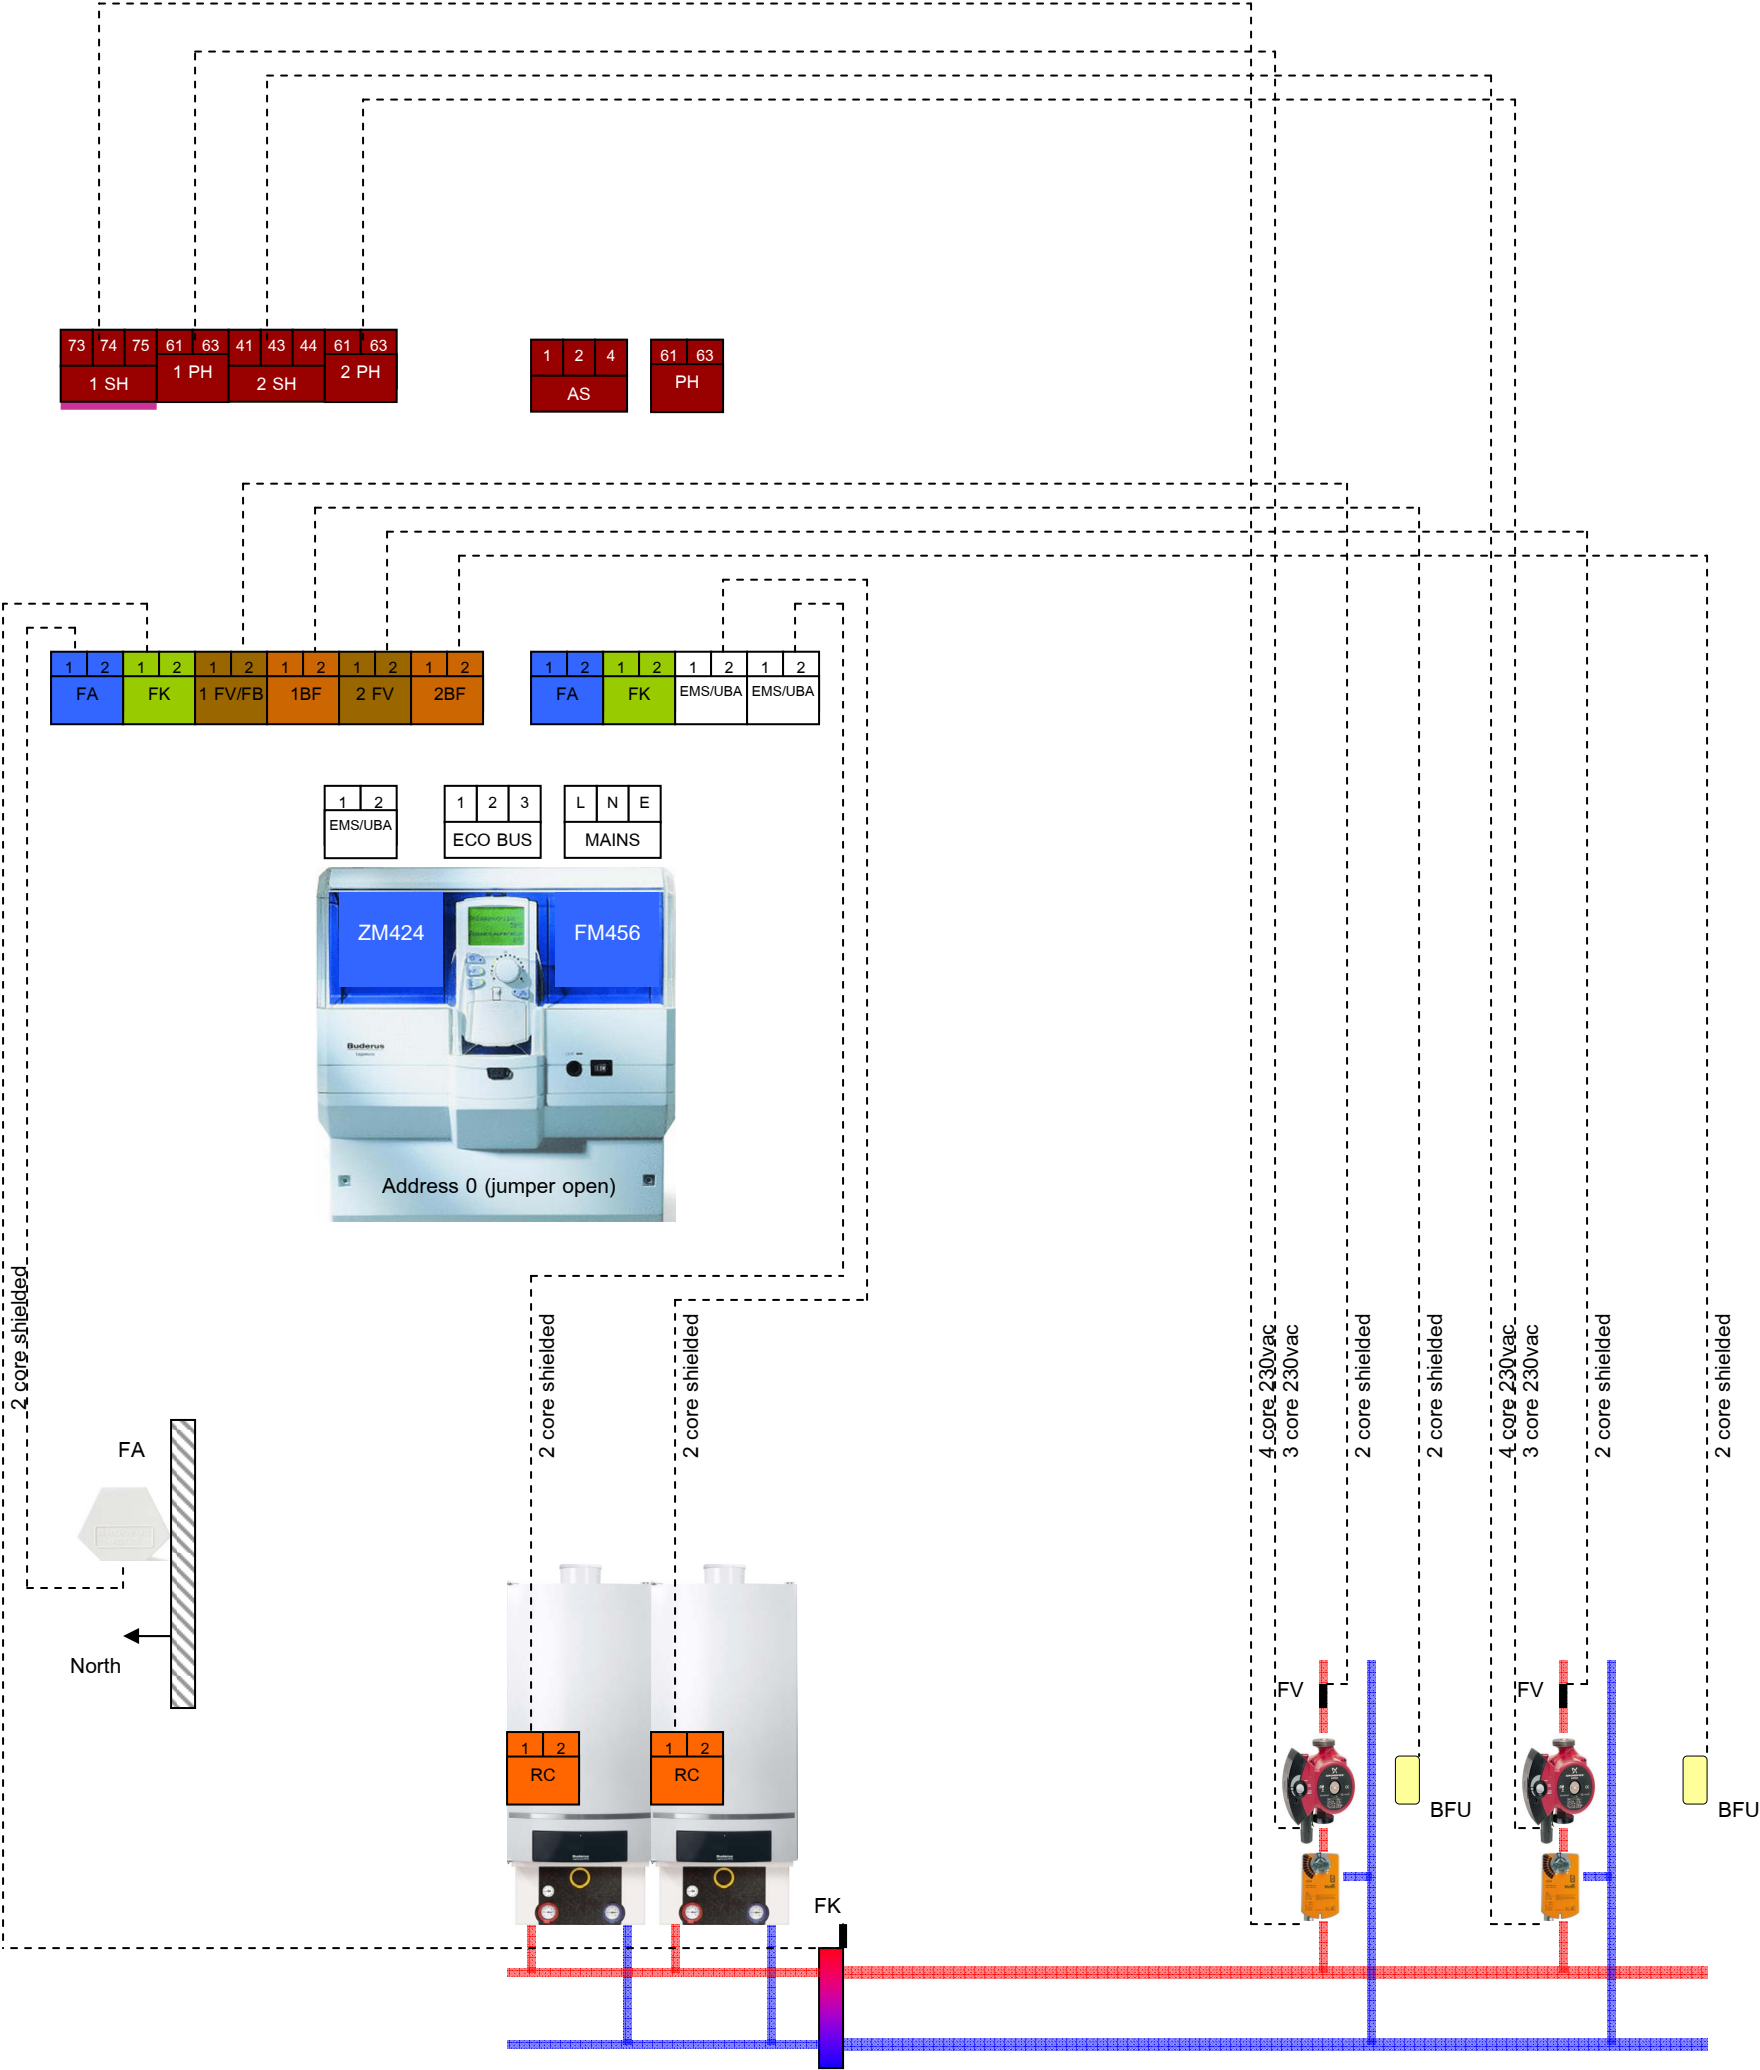 73 74 75 61 63 41 43 44 61 63
1 SH 1 PH 2 SH 2 PH
1 2 4 61 63
AS PH
1 2 1 2 1 2 1 2 1 2 1 2
FA FK 1 FV/FB 1BF 2 FV 2BF
1 2 1 2 1 2 1 2
FA FK EMS/UBA EMS/UBA
1 2 1 2 3 L N E
EMS/UBA ECO BUS MAINS
ZM424 FM456
Buderus
Address 0 (jumper open)
2 core shielded
2 core shielded
2 core shielded
4 core 230vac
3 core 230vac
2 core shielded
2 core shielded
4 core 230vac
3 core 230vac
2 core shielded
2 core shielded
FA
North
FV
FV
1 2 1 2
RC RC
BFU
BFU
Buderus
Buderus
FK